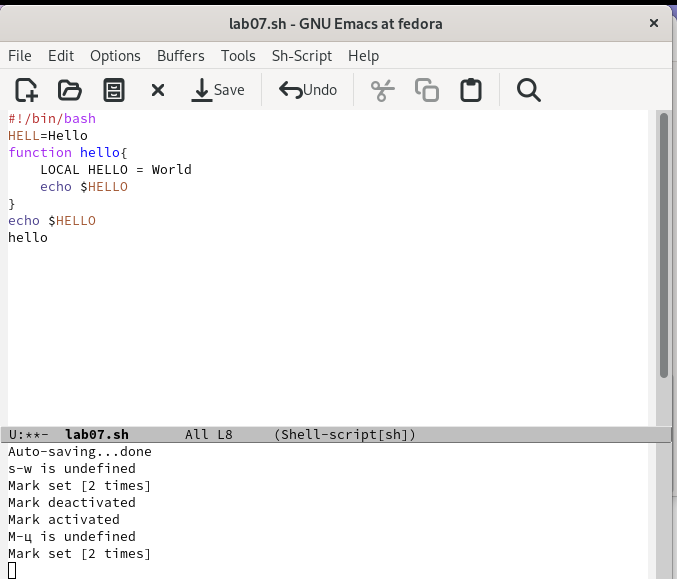 lab07.sh - GNU Emacs at fedora
File Edit Options Buffers Tools Sh-Script Help
Save Undo
#!/bin/bash
HELL=Hello
function hello{
    LOCAL HELLO = World
    echo $HELLO
}
echo $HELLO
hello
U:**- lab07.sh All L8 (Shell-script[sh])
Auto-saving...done
s-w is undefined
Mark set [2 times]
Mark deactivated
Mark activated
M-ц is undefined
Mark set [2 times]